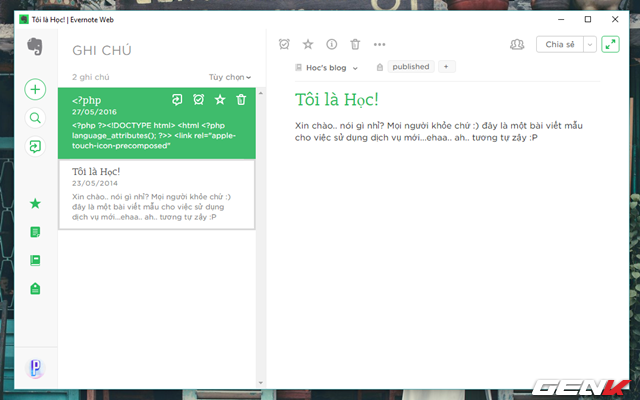 Tôi là Học! | Evernote Web
GHI CHÚ
2 ghi chú
Tùy chọn
<?php
27/05/2016
<?php ?><!DOCTYPE html> <html <?php
language_attributes(); ?>> <link rel="apple-
touch-icon-precomposed"
Tôi là Học!
23/05/2014
Xin chào.. nói gì nhỉ? Mọi người khỏe chứ :)
đây là một bài viết mẫu cho việc sử dụng
dịch vụ mới...ehaa.. ah.. tương tự zậy :P
Chia sẻ
Hoc's blog
published
+
Tôi là Học!
Xin chào.. nói gì nhỉ? Mọi người khỏe chứ :) đây là một bài viết mẫu
cho việc sử dụng dịch vụ mới...ehaa.. ah.. tương tự zậy :P
P
GENK